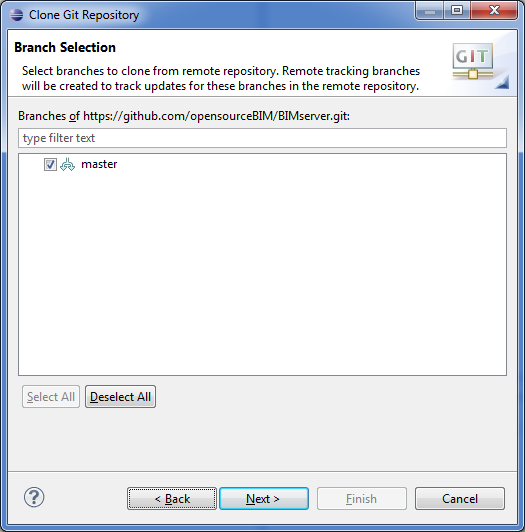 Clone Git Repository
Branch Selection
GIT
Select branches to clone from remote repository. Remote tracking branches
will be created to track updates for these branches in the remote repository.
Branches of https://github.com/opensourceBIM/BIMserver.git:
type filter text
master
Select All
Deselect All
?
< Back
Next >
Finish
Cancel